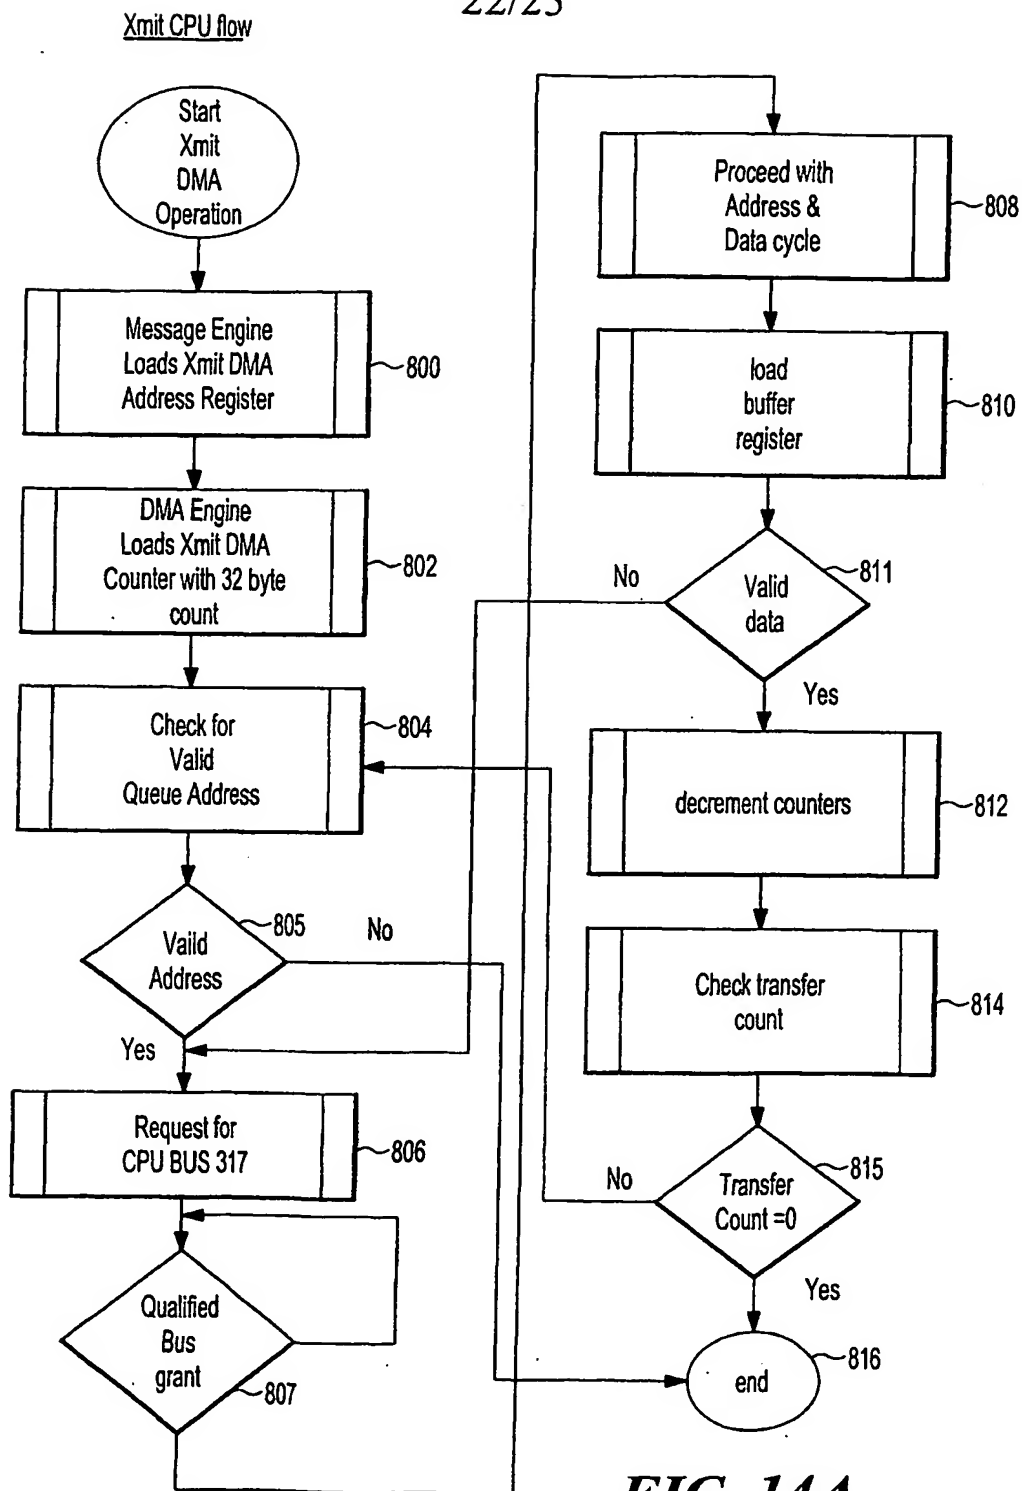 22/23
Xmit CPU flow
Start
Xmit
DMA
Operation
Message Engine
Loads Xmit DMA
Address Register
800
DMA Engine
Loads Xmit DMA
Counter with 32 byte
count
802
Check for
Valid
Queue Address
804
Vaild
Address
805
No
Yes
Request for
CPU BUS 317
806
Qualified
Bus
grant
807
Proceed with
Address &
Data cycle
808
load
buffer
register
810
Valid
data
811
No
Yes
decrement counters
812
Check transfer
count
814
Transfer
Count =0
815
No
Yes
end
816
FIG. 14A